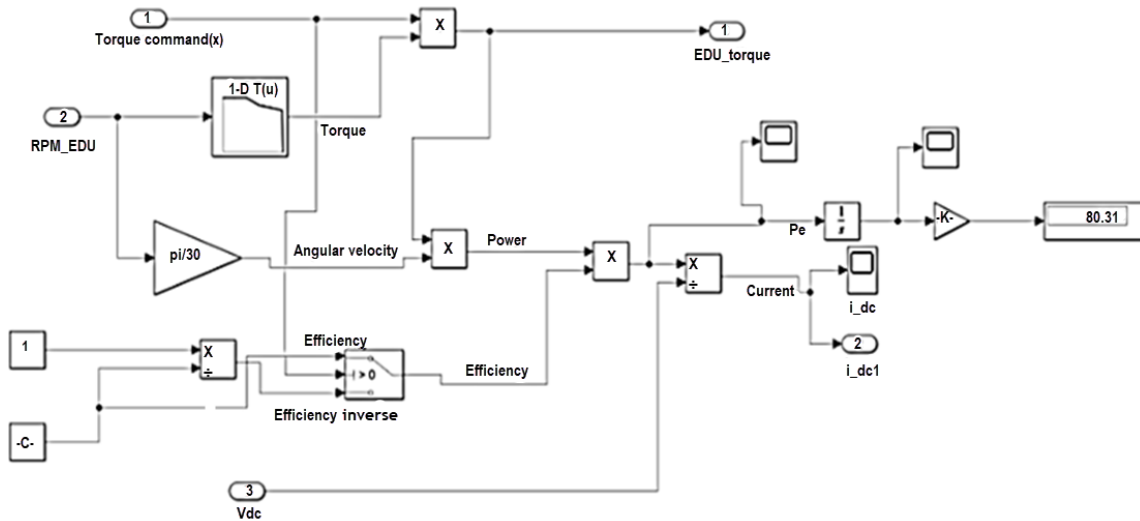 1
Torque command(x)
X
1
EDU_torque
1-D T(u)
2
RPM_EDU
Torque
pi/30
Angular velocity
X
Power
X
Pe
1
s
-K-
80.31
X
÷
Current
i_dc
2
i_dc1
1
X
÷
Efficiency
> 0
Efficiency
Efficiency inverse
-C-
3
Vdc